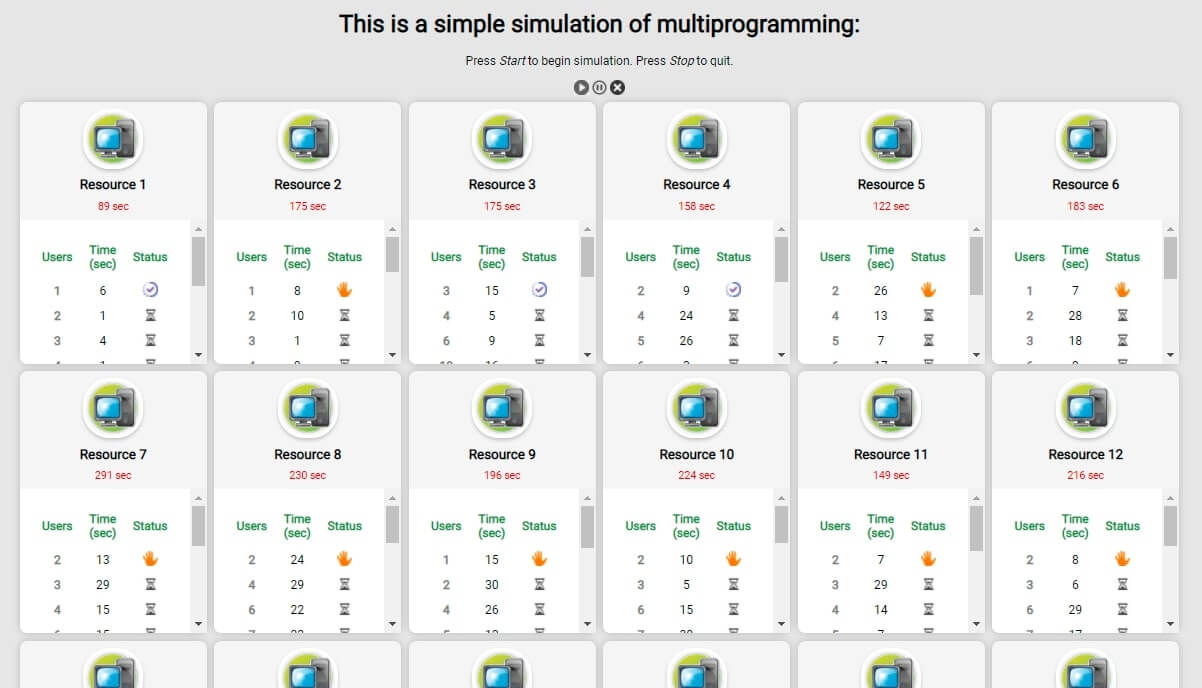 This is a simple simulation of multiprogramming:
Press Start to begin simulation. Press Stop to quit.
Resource 1
89 sec
Users Time (sec) Status
1 6
2 1
3 4
Resource 2
175 sec
Users Time (sec) Status
1 8
2 10
3 1
Resource 3
175 sec
Users Time (sec) Status
3 15
4 5
6 9
Resource 4
158 sec
Users Time (sec) Status
2 9
4 24
5 26
Resource 5
122 sec
Users Time (sec) Status
2 26
4 13
5 7
Resource 6
183 sec
Users Time (sec) Status
1 7
2 28
3 18
Resource 7
291 sec
Users Time (sec) Status
2 13
3 29
4 15
Resource 8
230 sec
Users Time (sec) Status
2 24
4 29
6 22
Resource 9
196 sec
Users Time (sec) Status
1 15
2 30
4 26
Resource 10
224 sec
Users Time (sec) Status
2 10
3 5
6 15
Resource 11
149 sec
Users Time (sec) Status
2 7
3 29
4 14
Resource 12
216 sec
Users Time (sec) Status
2 8
3 6
6 29